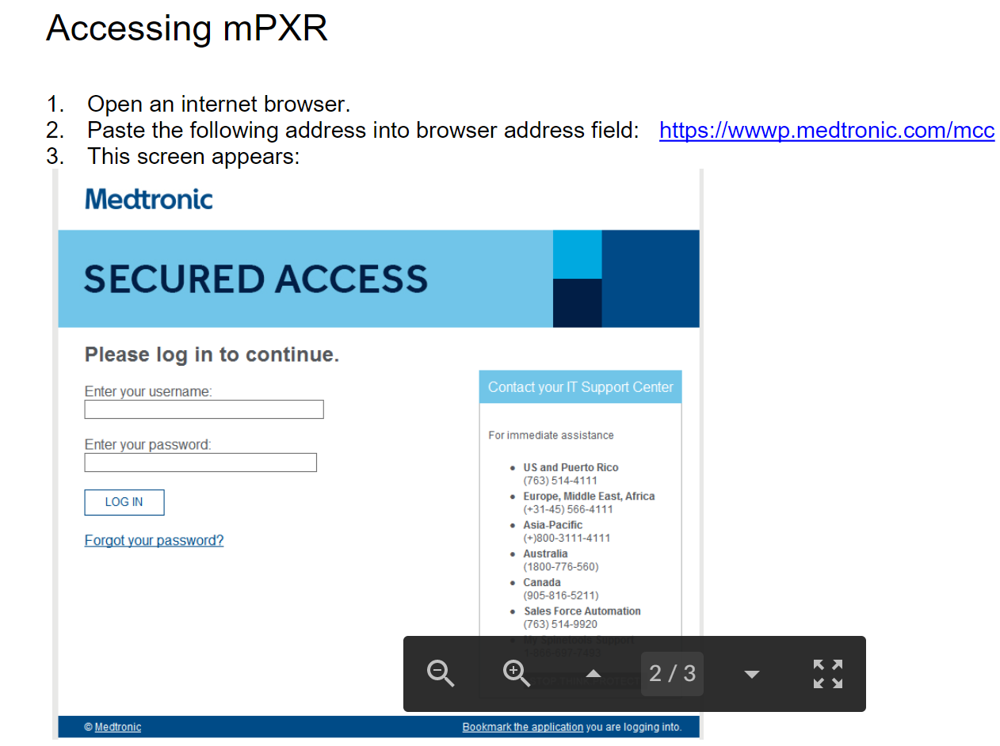 Accessing mPXR
1. Open an internet browser.
2. Paste the following address into browser address field: https://wwwp.medtronic.com/mcc
3. This screen appears:
Medtronic
SECURED ACCESS
Please log in to continue.
Enter your username:
Enter your password:
LOG IN
Forgot your password?
Contact your IT Support Center
For immediate assistance
• US and Puerto Rico
(763) 514-4111
• Europe, Middle East, Africa
(+31-45) 566-4111
• Asia-Pacific
(+)800-3111-4111
• Australia
(1800-776-560)
• Canada
(905-816-5211)
• Sales Force Automation
(763) 514-9920
2 / 3
© Medtronic
Bookmark the application you are logging into.